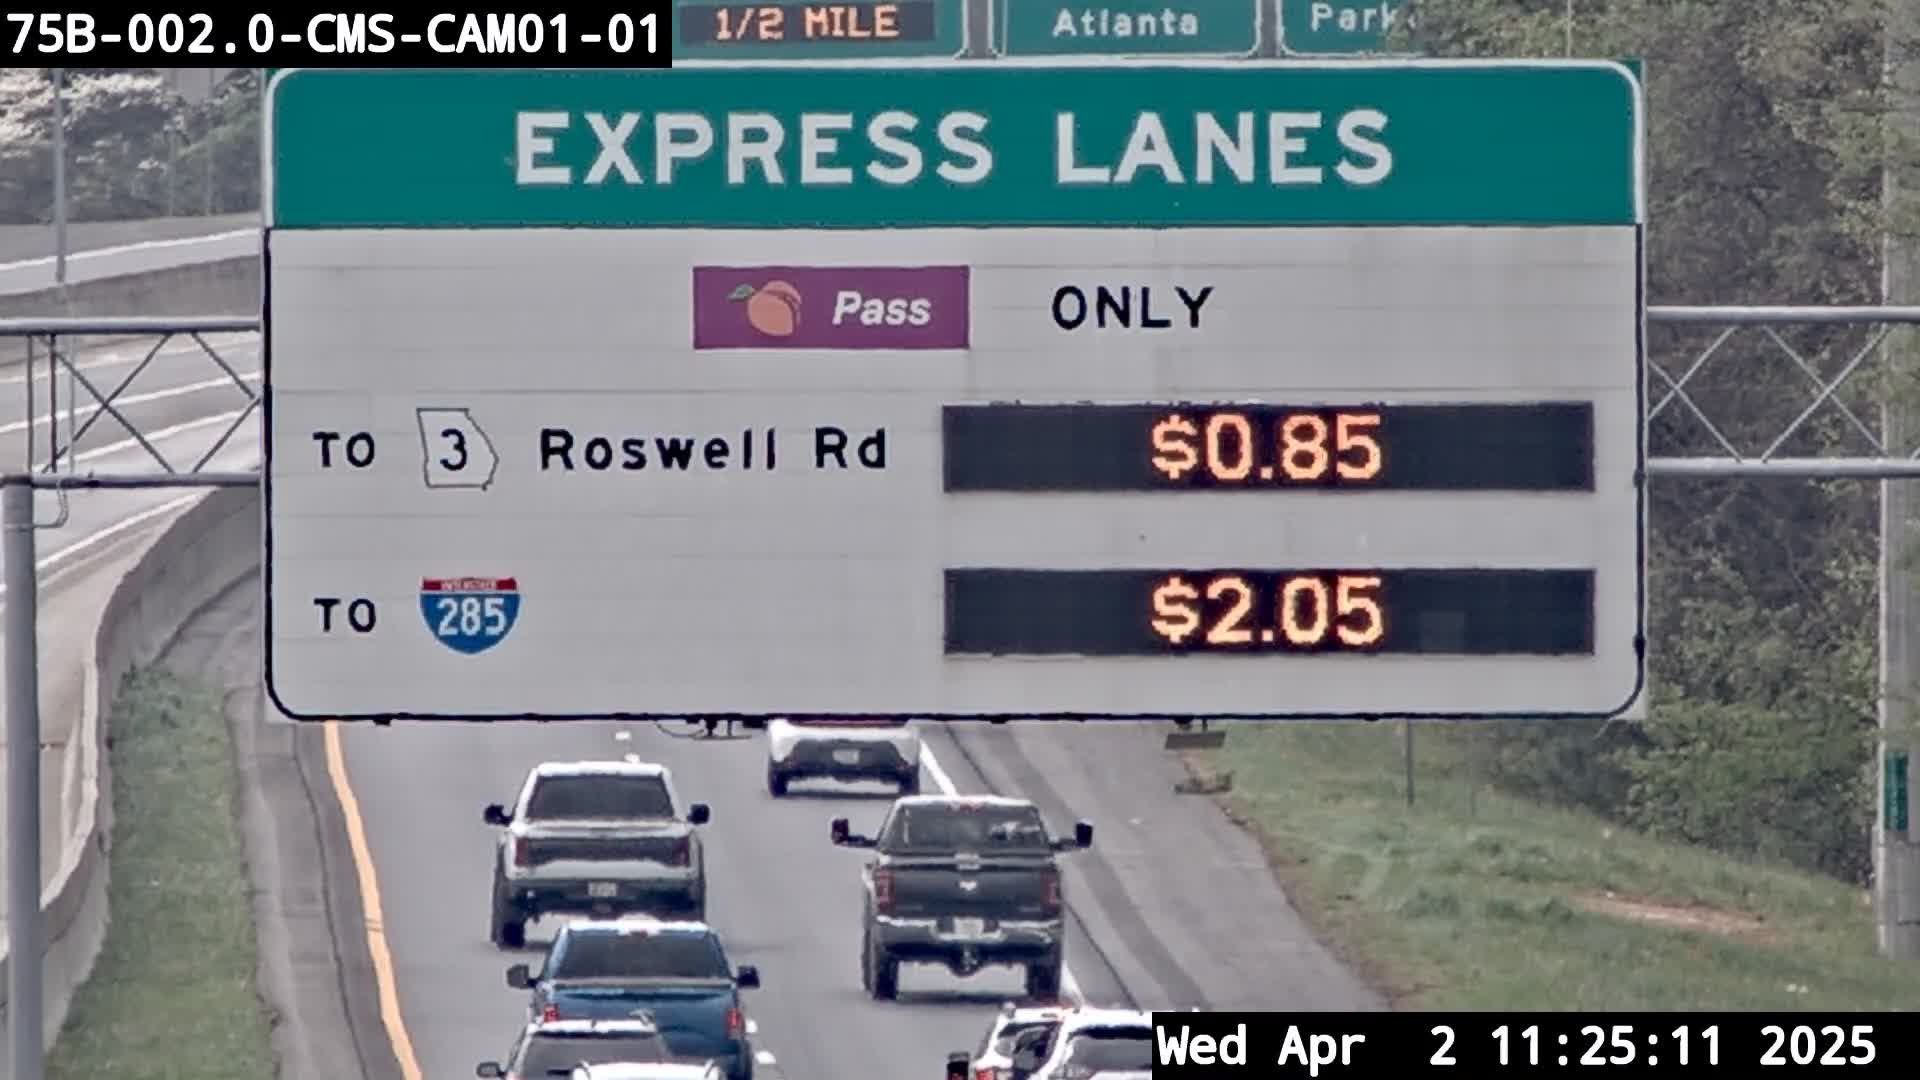 75B-002.0-CMS-CAM01-01
1/2 MILE
Atlanta
EXPRESS LANES
Pass ONLY
TO 3 Roswell Rd $0.85
TO INTERSTATE 285 $2.05
Wed Apr 2 11:25:11 2025